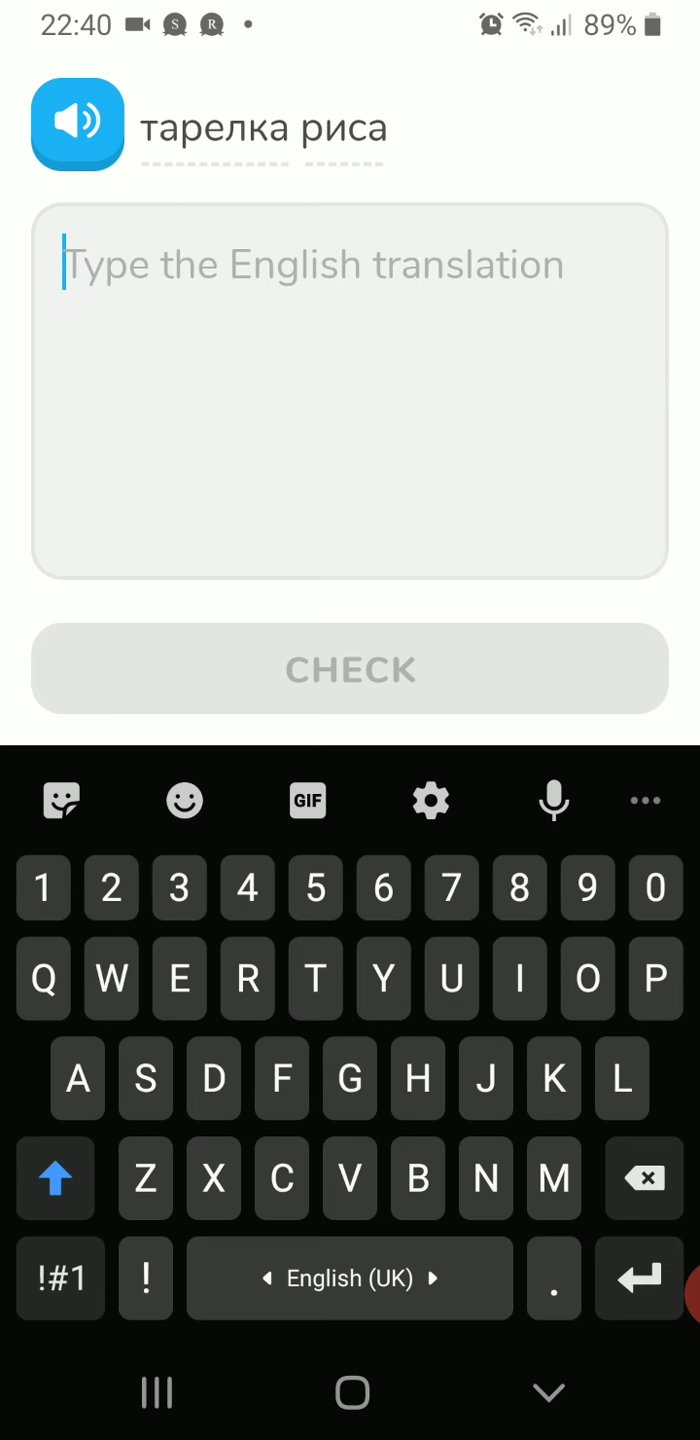 22:40 S R 89%
тарелка риса
Type the English translation
CHECK
GIF
1 2 3 4 5 6 7 8 9 0
Q W E R T Y U I O P
A S D F G H J K L
Z X C V B N M
!#1 ! English (UK) .